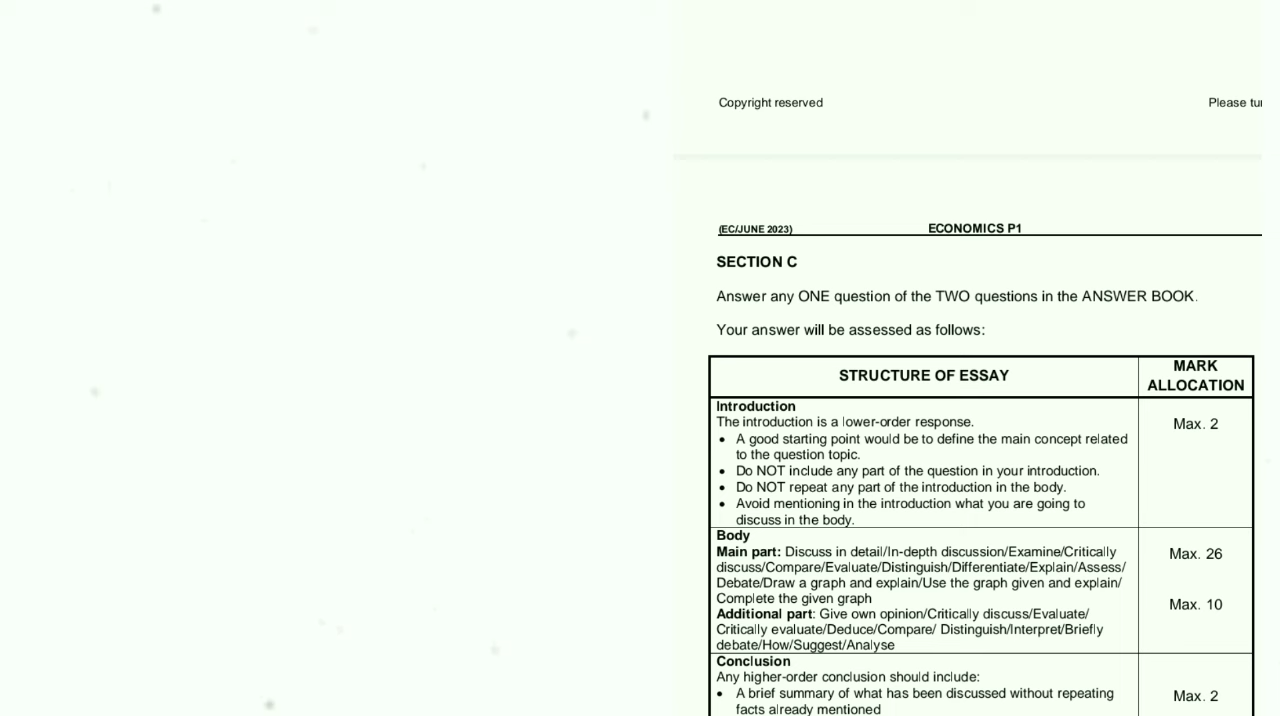 Copyright reserved
(EC/JUNE 2023) ECONOMICS P1
SECTION C
Answer any ONE question of the TWO questions in the ANSWER BOOK.
Your answer will be assessed as follows:
STRUCTURE OF ESSAY MARK ALLOCATION
Introduction
The introduction is a lower-order response. Max. 2
• A good starting point would be to define the main concept related
to the question topic.
• Do NOT include any part of the question in your introduction.
• Do NOT repeat any part of the introduction in the body.
• Avoid mentioning in the introduction what you are going to
discuss in the body.
Body
Main part: Discuss in detail/In-depth discussion/Examine/Critically Max. 26
discuss/Compare/Evaluate/Distinguish/Differentiate/Explain/Assess/
Debate/Draw a graph and explain/Use the graph given and explain/
Complete the given graph Max. 10
Additional part: Give own opinion/Critically discuss/Evaluate/
Critically evaluate/Deduce/Compare/ Distinguish/Interpret/Briefly
debate/How/Suggest/Analyse
Conclusion
Any higher-order conclusion should include:
• A brief summary of what has been discussed without repeating Max. 2
facts already mentioned